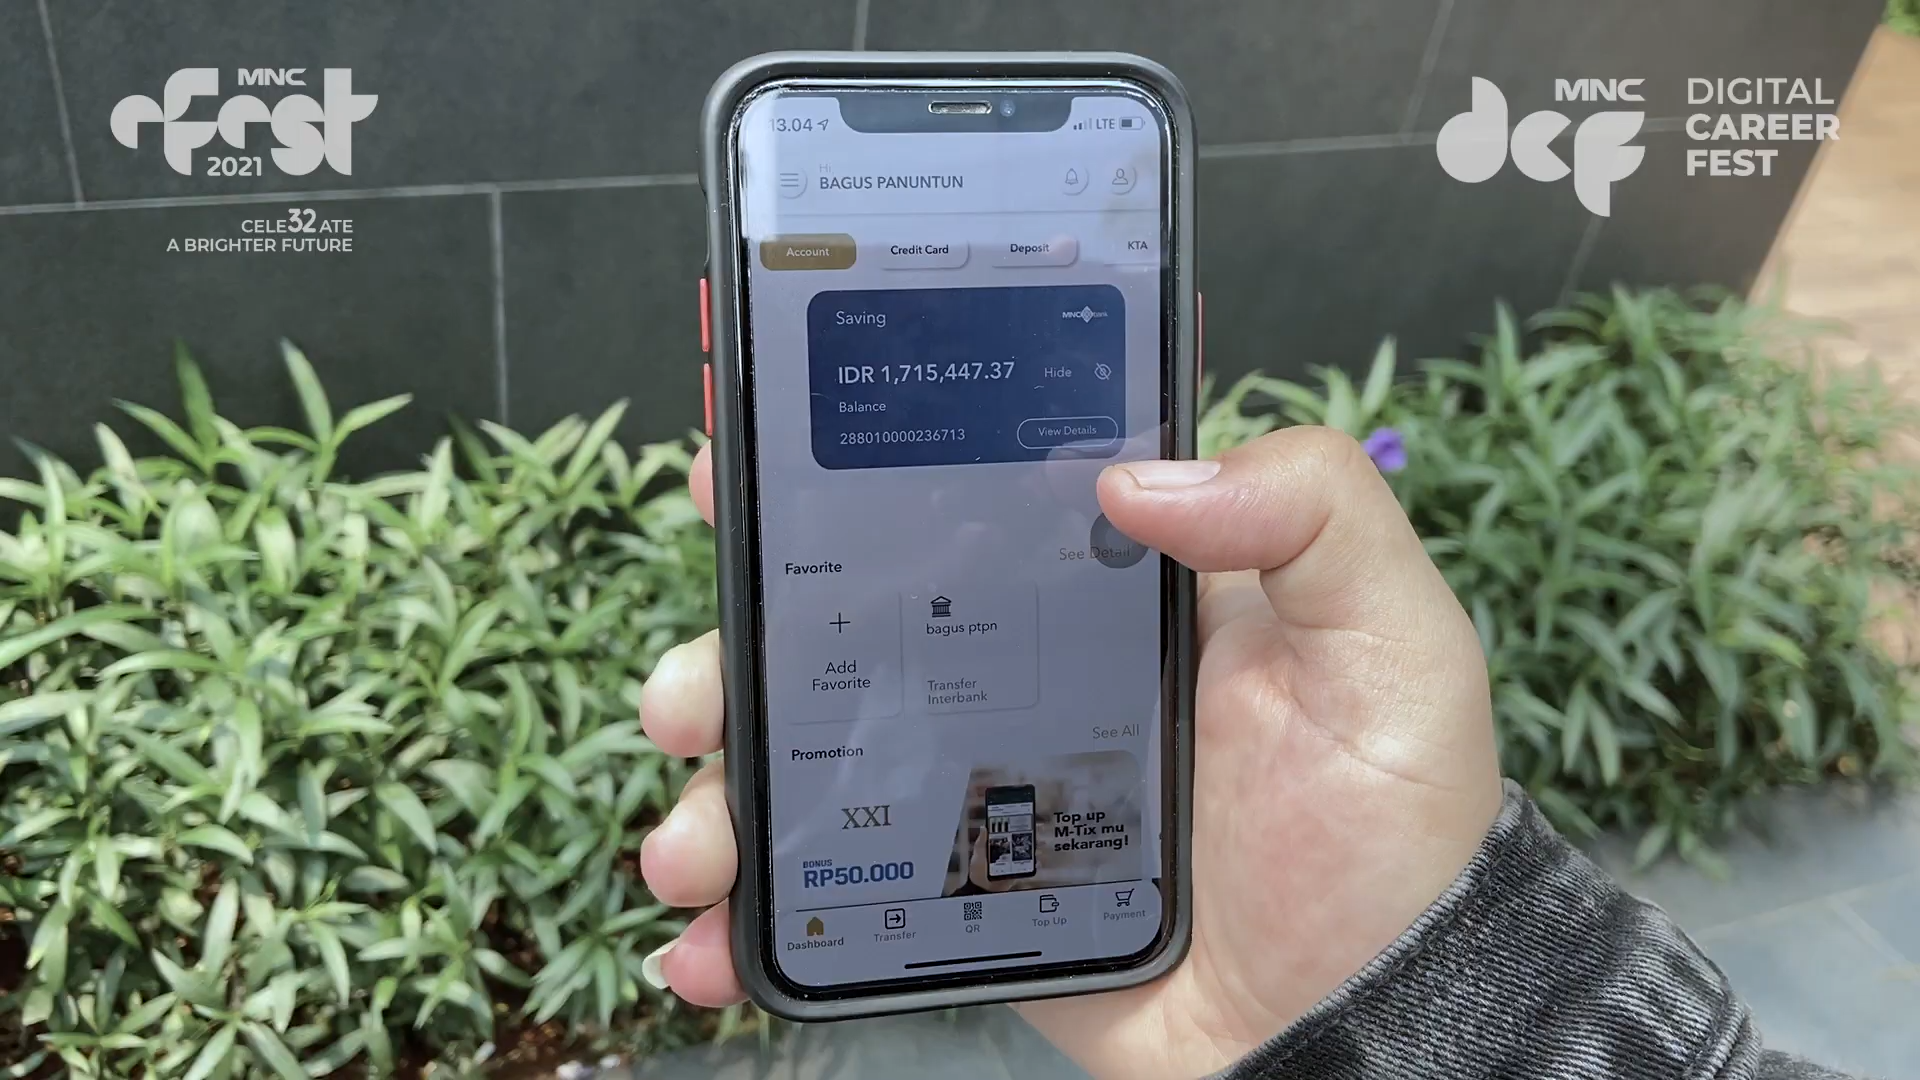 MNC
eFest
2021
CELE32ATE
A BRIGHTER FUTURE
MNC
dcf
DIGITAL
CAREER
FEST
13.04
LTE
Hi,
BAGUS PANUNTUN
Account
Credit Card
Deposit
KTA
Saving
MNC bank
IDR 1,715,447.37
Hide
Balance
288010000236713
View Details
Favorite
See Detail
Add
Favorite
bagus ptpn
Transfer
Interbank
Promotion
See All
XXI
BONUS
RP50.000
Top up
M-Tix mu
sekarang!
Dashboard
Transfer
QR
Top Up
Payment